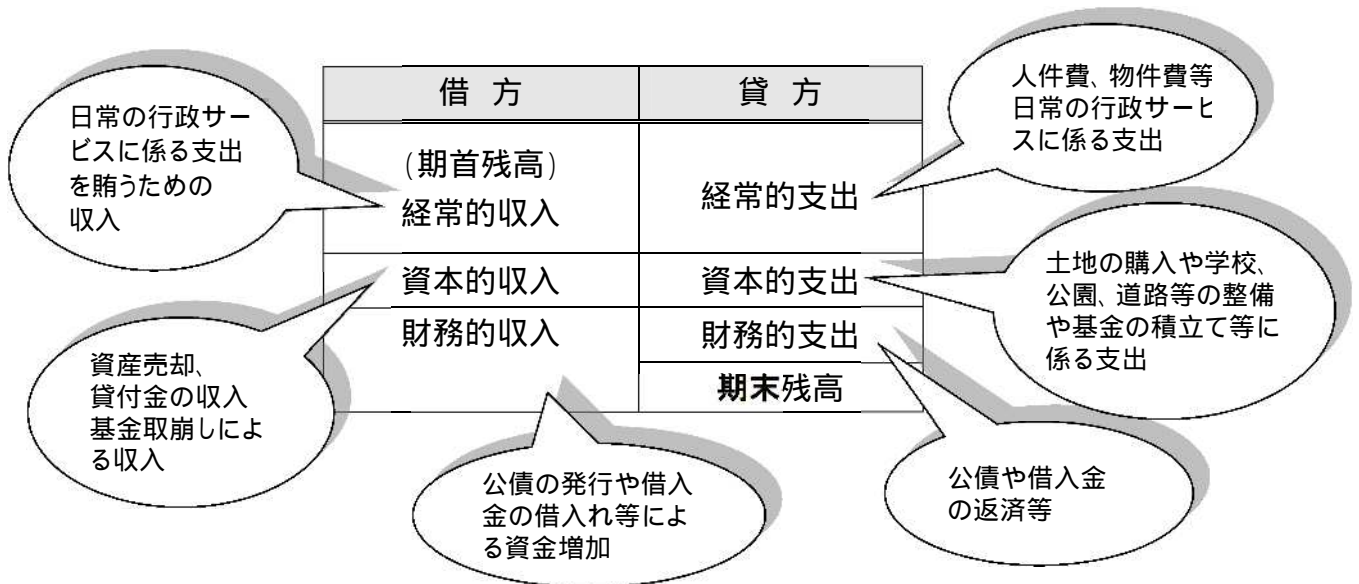 借 方
貸 方
(期首残高)
経常的収入
経常的支出
資本的収入
資本的支出
財務的収入
財務的支出
期末残高
日常の行政サー
ビスに係る支出
を賄うための
収入
人件費、物件費等
日常の行政サービ
スに係る支出
土地の購入や学校、
公園、道路等の整備
や基金の積立て等に
係る支出
資産売却、
貸付金の収入
基金取崩しによ
る収入
公債の発行や借入
金の借入れ等によ
る資金増加
公債や借入金
の返済等